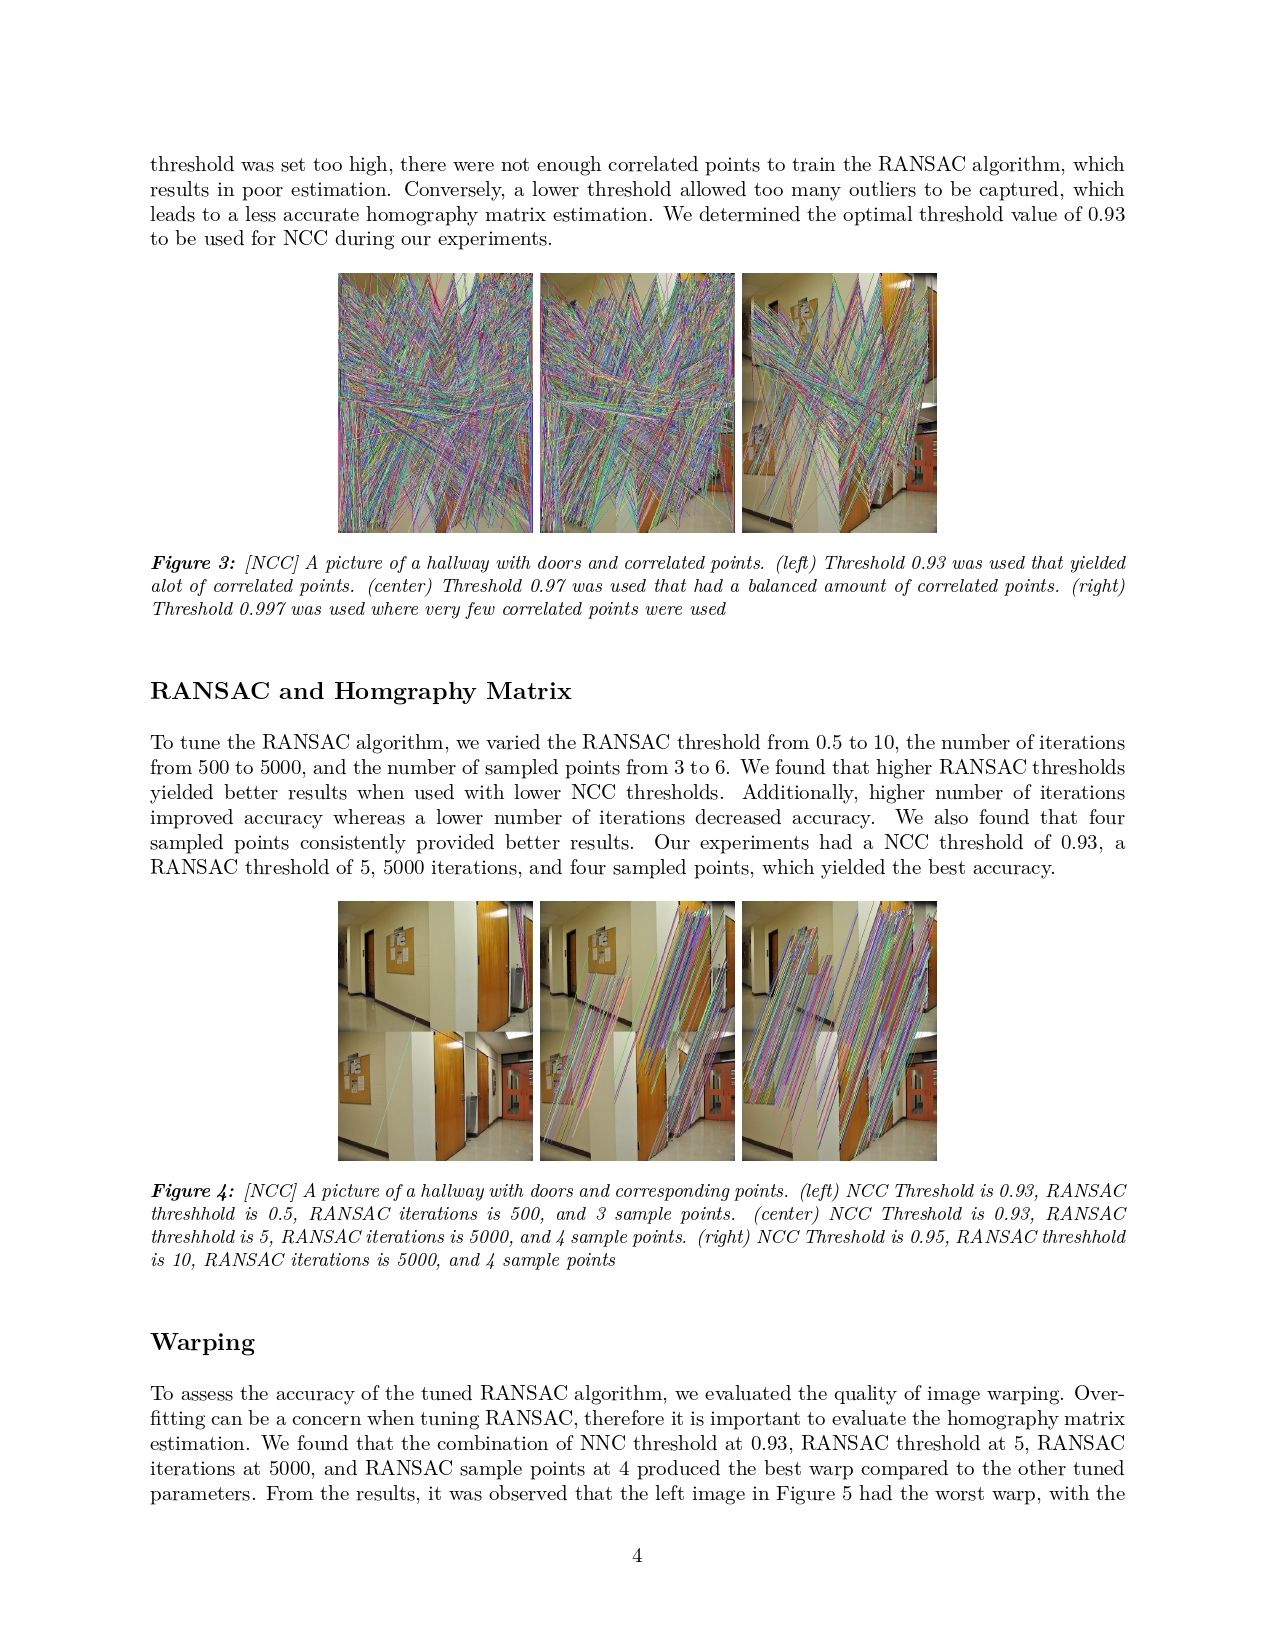 threshold was set too high, there were not enough correlated points to train the RANSAC algorithm, which
results in poor estimation. Conversely, a lower threshold allowed too many outliers to be captured, which
leads to a less accurate homography matrix estimation. We determined the optimal threshold value of 0.93
to be used for NCC during our experiments.
Figure 3: [NCC] A picture of a hallway with doors and correlated points. (left) Threshold 0.93 was used that yielded
alot of correlated points. (center) Threshold 0.97 was used that had a balanced amount of correlated points. (right)
Threshold 0.997 was used where very few correlated points were used
RANSAC and Homgraphy Matrix
To tune the RANSAC algorithm, we varied the RANSAC threshold from 0.5 to 10, the number of iterations
from 500 to 5000, and the number of sampled points from 3 to 6. We found that higher RANSAC thresholds
yielded better results when used with lower NCC thresholds. Additionally, higher number of iterations
improved accuracy whereas a lower number of iterations decreased accuracy. We also found that four
sampled points consistently provided better results. Our experiments had a NCC threshold of 0.93, a
RANSAC threshold of 5, 5000 iterations, and four sampled points, which yielded the best accuracy.
Figure 4: [NCC] A picture of a hallway with doors and corresponding points. (left) NCC Threshold is 0.93, RANSAC
threshhold is 0.5, RANSAC iterations is 500, and 3 sample points. (center) NCC Threshold is 0.93, RANSAC
threshhold is 5, RANSAC iterations is 5000, and 4 sample points. (right) NCC Threshold is 0.95, RANSAC threshhold
is 10, RANSAC iterations is 5000, and 4 sample points
Warping
To assess the accuracy of the tuned RANSAC algorithm, we evaluated the quality of image warping. Over-
fitting can be a concern when tuning RANSAC, therefore it is important to evaluate the homography matrix
estimation. We found that the combination of NNC threshold at 0.93, RANSAC threshold at 5, RANSAC
iterations at 5000, and RANSAC sample points at 4 produced the best warp compared to the other tuned
parameters. From the results, it was observed that the left image in Figure 5 had the worst warp, with the
4